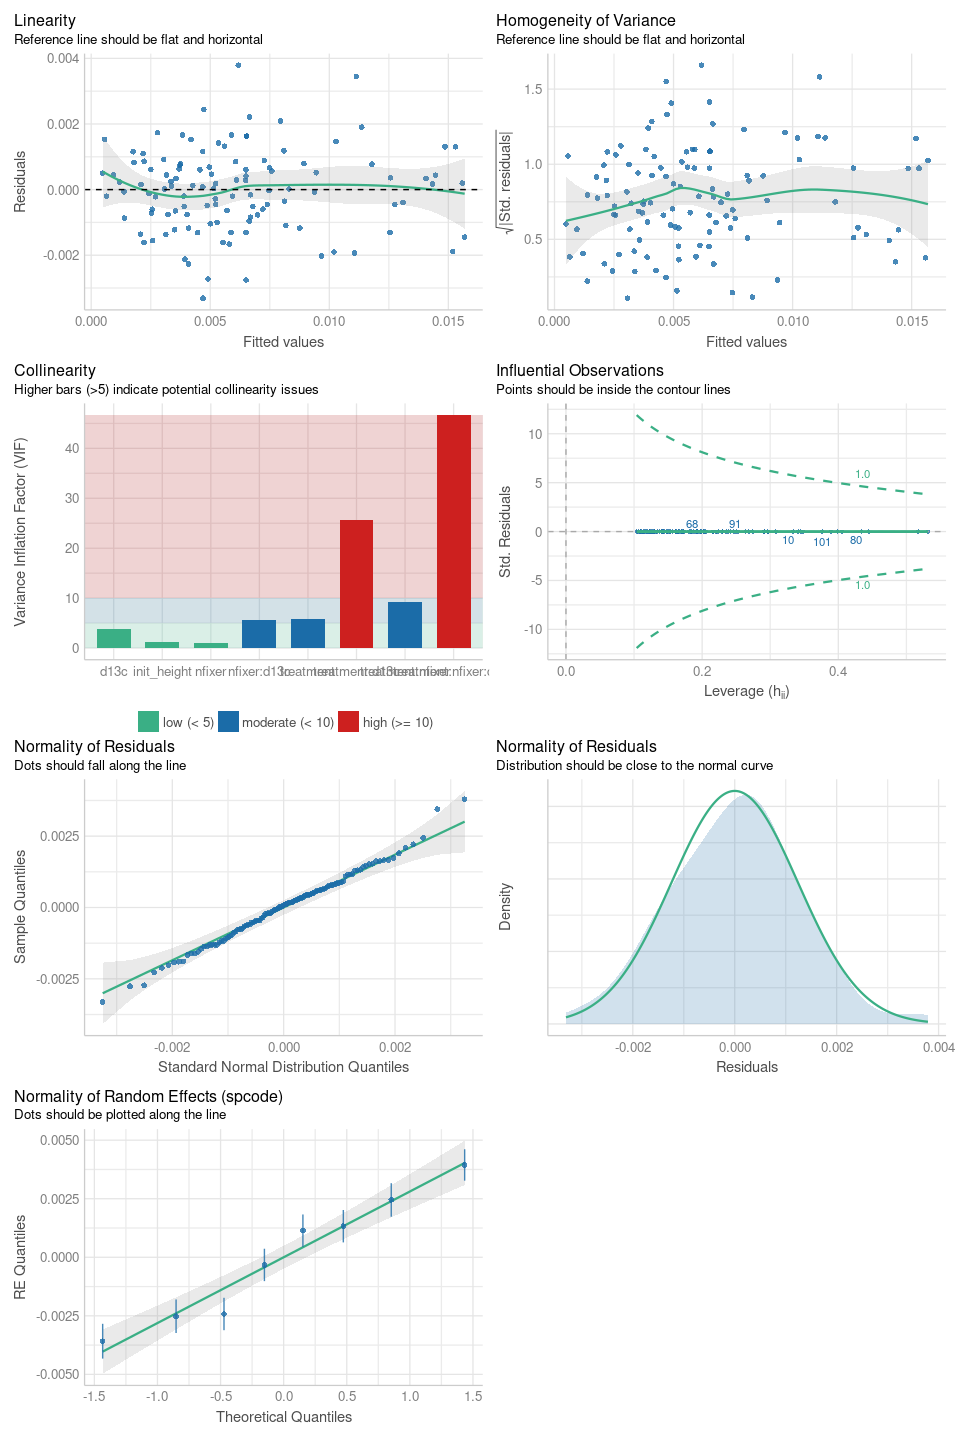 Linearity
Reference line should be flat and horizontal
0.004
0.002
0.000
-0.002
Residuals
0.000
0.005
0.010
0.015
Fitted values
Homogeneity of Variance
Reference line should be flat and horizontal
1.5
1.0
0.5
√|Std. residuals|
0.000
0.005
0.010
0.015
Fitted values
Collinearity
Higher bars (>5) indicate potential collinearity issues
40
30
20
10
0
Variance Inflation Factor (VIF)
d13c
init_height
nfixer
nfixer:d13c
treatment
low (< 5)
moderate (< 10)
high (>= 10)
Influential Observations
Points should be inside the contour lines
10
5
0
-5
-10
Std. Residuals
1.0
68
91
10
101
80
1.0
0.0
0.2
0.4
Leverage (hii)
Normality of Residuals
Dots should fall along the line
0.0025
0.0000
-0.0025
Sample Quantiles
-0.002
0.000
0.002
Standard Normal Distribution Quantiles
Normality of Residuals
Distribution should be close to the normal curve
Density
-0.002
0.000
0.002
0.004
Residuals
Normality of Random Effects (spcode)
Dots should be plotted along the line
0.0050
0.0025
0.0000
-0.0025
-0.0050
RE Quantiles
-1.5
-1.0
-0.5
0.0
0.5
1.0
1.5
Theoretical Quantiles